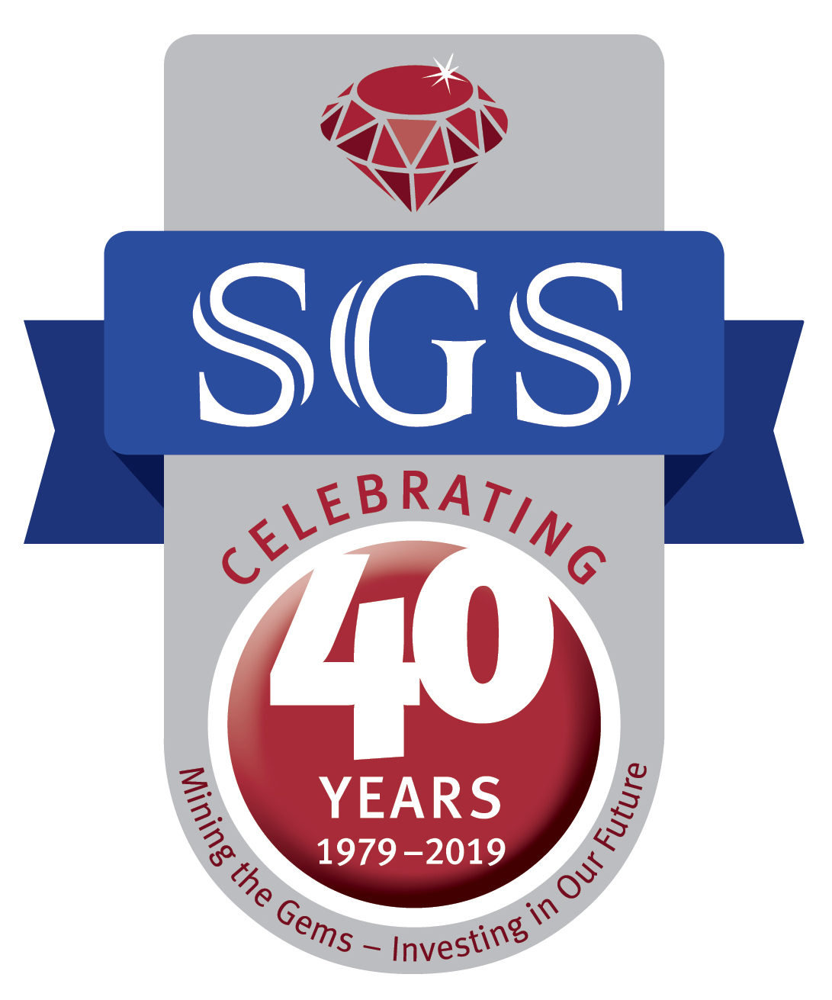 SGS
CELEBRATING
40
YEARS
1979–2019
Mining the Gems – Investing in Our Future